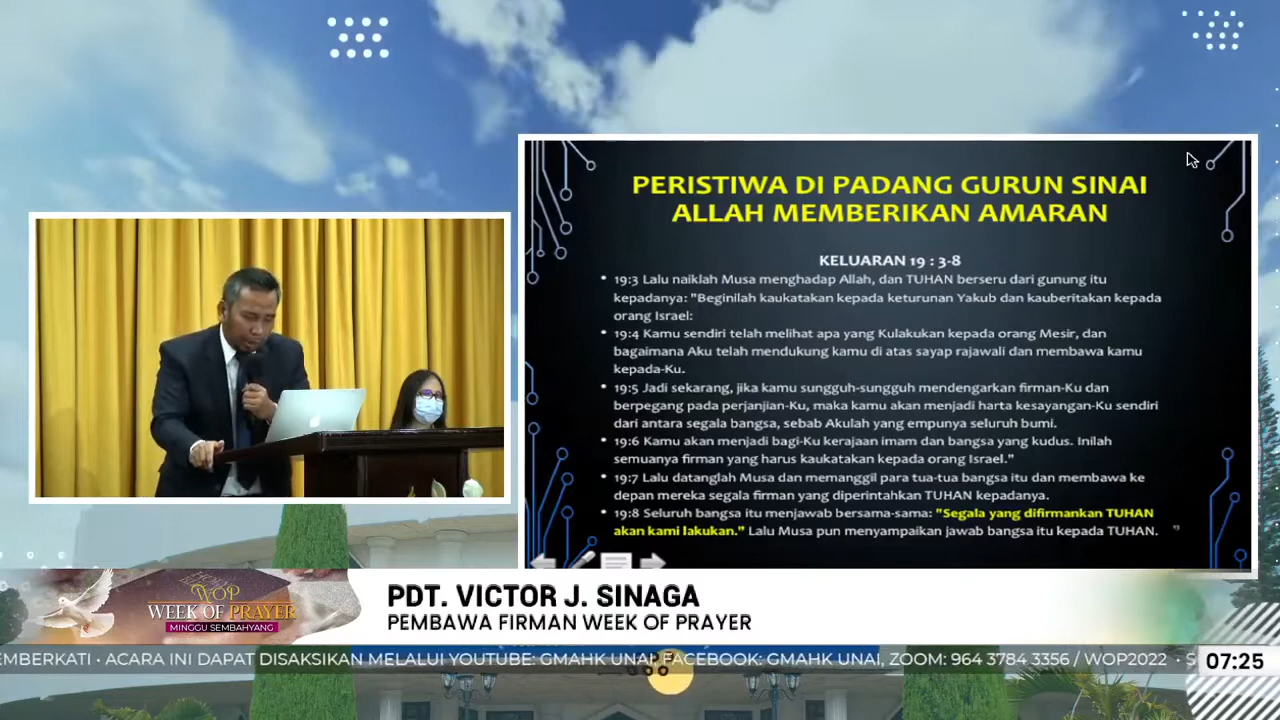 PERISTIWA DI PADANG GURUN SINAI
ALLAH MEMBERIKAN AMARAN
KELUARAN 19 : 3-8
• 19:3 Lalu naiklah Musa menghadap Allah, dan TUHAN berseru dari gunung itu
kepadanya: "Beginilah kaukatakan kepada keturunan Yakub dan kauberitakan kepada
orang Israel:
• 19:4 Kamu sendiri telah melihat apa yang Kulakukan kepada orang Mesir, dan
bagaimana Aku telah mendukung kamu di atas sayap rajawali dan membawa kamu
kepada-Ku.
• 19:5 Jadi sekarang, jika kamu sungguh-sungguh mendengarkan firman-Ku dan
berpegang pada perjanjian-Ku, maka kamu akan menjadi harta kesayangan-Ku sendiri
dari antara segala bangsa, sebab Akulah yang empunya seluruh bumi.
• 19:6 Kamu akan menjadi bagi-Ku kerajaan imam dan bangsa yang kudus. Inilah
semuanya firman yang harus kaukatakan kepada orang Israel."
• 19:7 Lalu datanglah Musa dan memanggil para tua-tua bangsa itu dan membawa ke
depan mereka segala firman yang diperintahkan TUHAN kepadanya.
• 19:8 Seluruh bangsa itu menjawab bersama-sama: "Segala yang difirmankan TUHAN
akan kami lakukan." Lalu Musa pun menyampaikan jawab bangsa itu kepada TUHAN.
WOP
WEEK OF PRAYER
MINGGU SEMBAHYANG
PDT. VICTOR J. SINAGA
PEMBAWA FIRMAN WEEK OF PRAYER
EMBERKATI • ACARA INI DAPAT DISAKSIKAN MELALUI YOUTUBE: GMAHK UNAI, FACEBOOK: GMAHK UNAI, ZOOM: 964 3784 3356 / WOP2022 • S
07:25